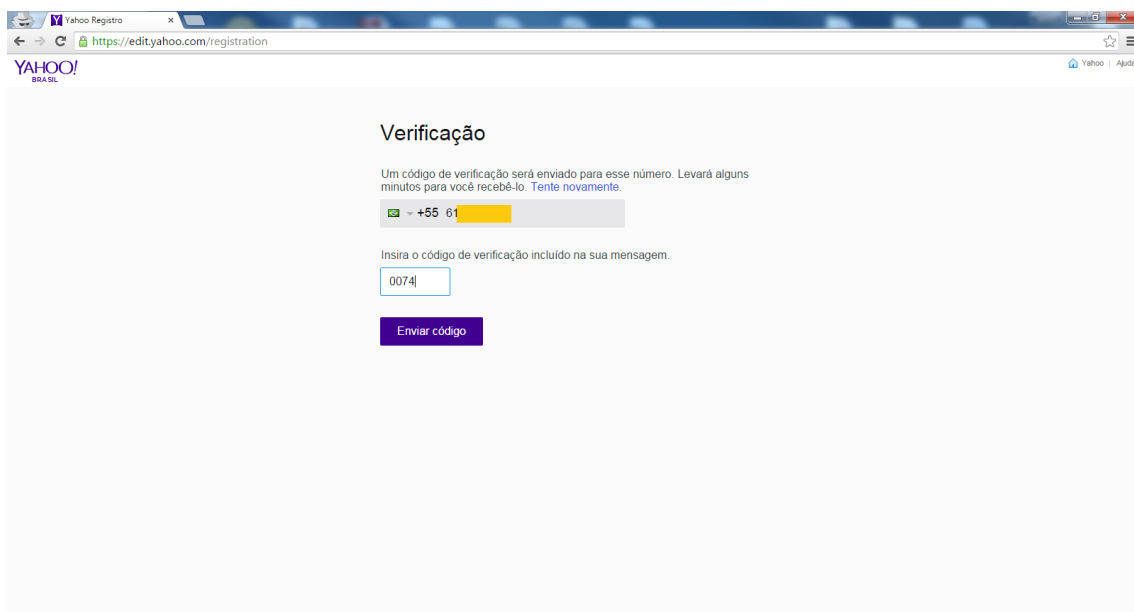 Yahoo Registro
https://edit.yahoo.com/registration
YAHOO!
BRASIL
Yahoo | Ajuda
Verificação
Um código de verificação será enviado para esse número. Levará alguns
minutos para você recebê-lo. Tente novamente.
+55 61
Insira o código de verificação incluído na sua mensagem.
0074
Enviar código